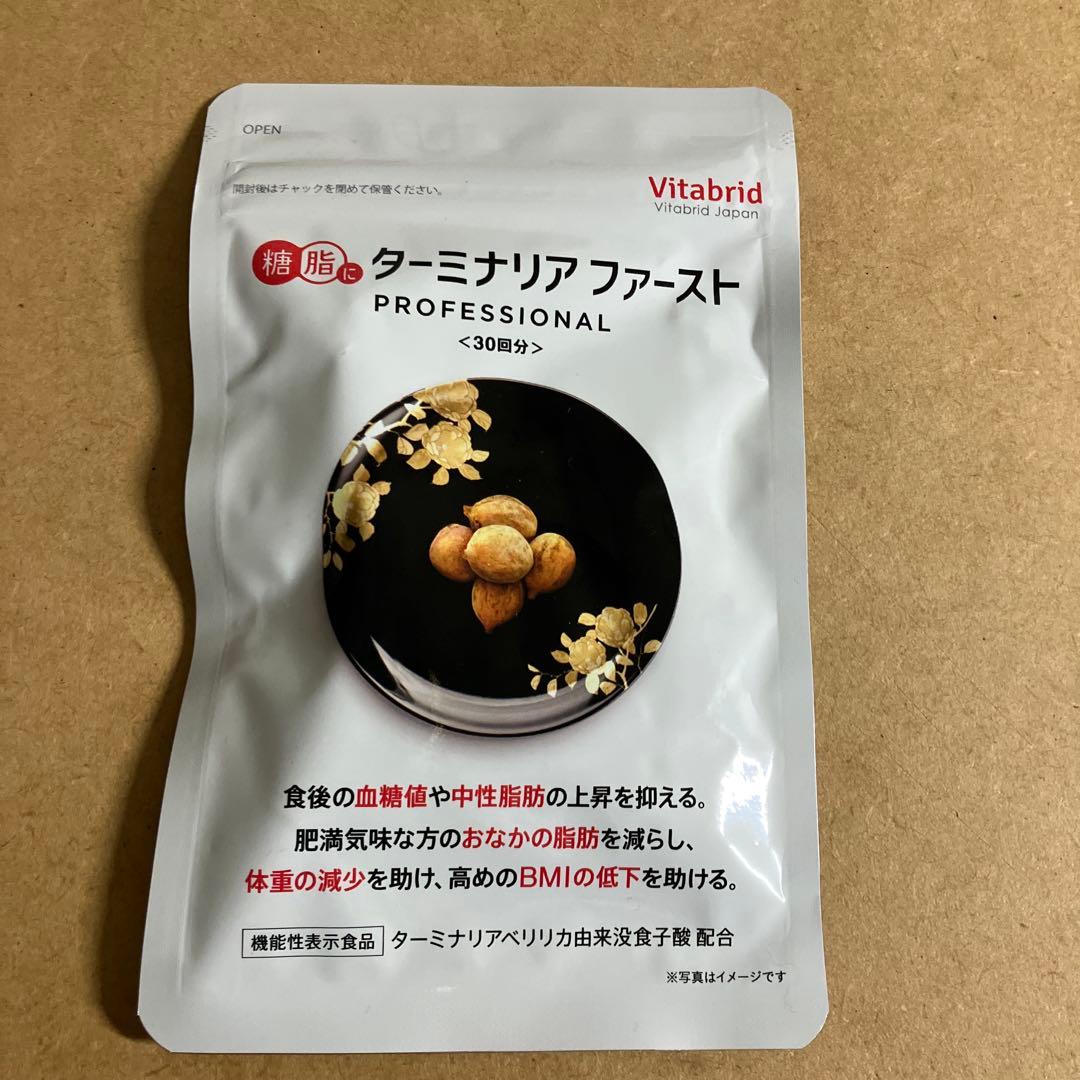 OPEN
開封後はチャックを閉めて保管ください。
Vitabrid
Vitabrid Japan
糖脂に ターミナリア ファースト
PROFESSIONAL
＜30回分＞
食後の血糖値や中性脂肪の上昇を抑える。
肥満気味な方のおなかの脂肪を減らし、
体重の減少を助け、高めのBMIの低下を助ける。
機能性表示食品 ターミナリアベリリカ由来没食子酸 配合
※写真はイメージです